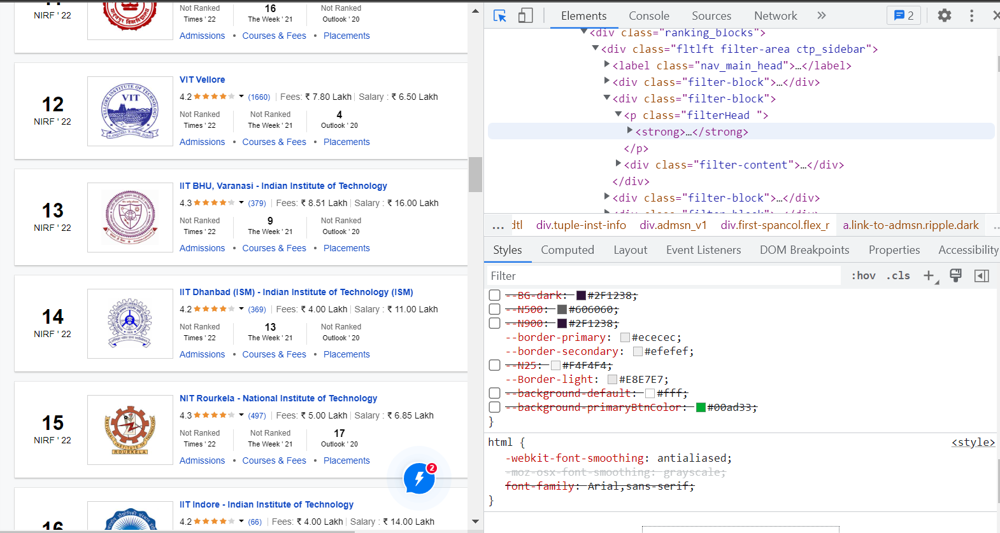 NIRF ' 22
Not Ranked
Times ' 22
16
The Week ' 21
Not Ranked
Outlook ' 20
Admissions • Courses & Fees • Placements
12
NIRF ' 22
VELLORE INSTITUTE OF TECHNOLOGY
VIT
VIT Vellore
4.2 (1660) Fees: ₹ 7.80 Lakh Salary : ₹ 6.50 Lakh
Not Ranked
Times ' 22
Not Ranked
The Week ' 21
4
Outlook ' 20
Admissions • Courses & Fees • Placements
13
NIRF ' 22
IIT BHU, Varanasi - Indian Institute of Technology
4.3 (379) Fees: ₹ 8.51 Lakh Salary : ₹ 16.00 Lakh
Not Ranked
Times ' 22
9
The Week ' 21
Not Ranked
Outlook ' 20
Admissions • Courses & Fees • Placements
14
NIRF ' 22
IIT Dhanbad (ISM) - Indian Institute of Technology (ISM)
4.2 (369) Fees: ₹ 4.00 Lakh Salary : ₹ 11.00 Lakh
Not Ranked
Times ' 22
13
The Week ' 21
Not Ranked
Outlook ' 20
Admissions • Courses & Fees • Placements
15
NIRF ' 22
NATIONAL INSTITUTE OF TECHNOLOGY
ROURKELA
NIT Rourkela - National Institute of Technology
4.3 (497) Fees: ₹ 5.00 Lakh Salary : ₹ 6.85 Lakh
Not Ranked
Times ' 22
Not Ranked
The Week ' 21
17
Outlook ' 20
Admissions • Courses & Fees • Placements
2
16
IIT Indore - Indian Institute of Technology
4.2 (66) Fees: ₹ 4.00 Lakh Salary : ₹ 14.00 Lakh
Elements Console Sources Network » 2
<div class="ranking_blocks">
<div class="fltlft filter-area ctp_sidebar">
<label class="nav_main_head">…</label>
<div class="filter-block">…</div>
<div class="filter-block">
<p class="filterHead ">
<strong>…</strong>
</p>
<div class="filter-content">…</div>
</div>
<div class="filter-block">…</div>
<div class="filter-block">…</div>
... dtl div.tuple-inst-info div.admsn_v1 div.first-spancol.flex_r a.link-to-admsn.ripple.dark ...
Styles Computed Layout Event Listeners DOM Breakpoints Properties Accessibility
Filter :hov .cls +
--BG-dark: #2F1238;
--N500: #606060;
--N900: #2F1238;
--border-primary: #ececec;
--border-secondary: #efefef;
--N25: #F4F4F4;
--Border-light: #E8E7E7;
--background-default: #fff;
--background-primaryBtnColor: #00ad33;
}
html { <style>
-webkit-font-smoothing: antialiased;
-moz-osx-font-smoothing: grayscale;
font-family: Arial,sans-serif;
}